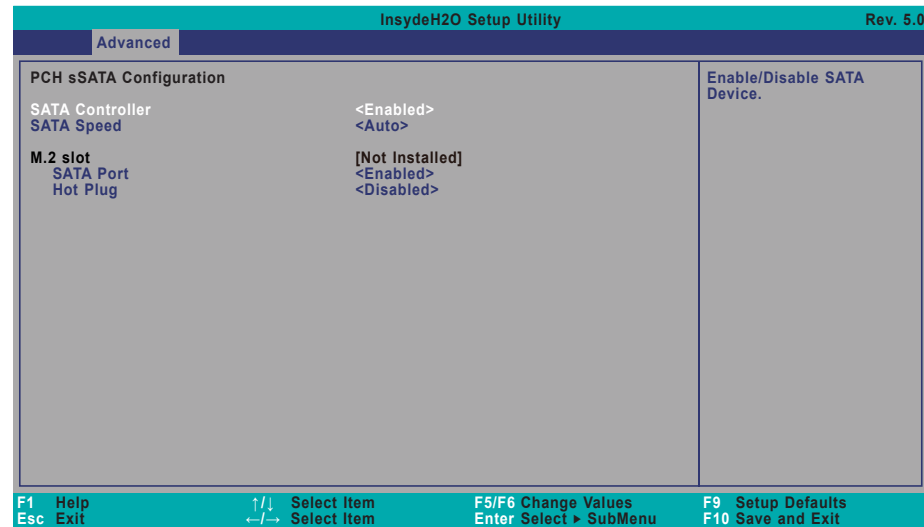 InsydeH2O Setup Utility Rev. 5.0
Advanced
PCH sSATA Configuration
SATA Controller <Enabled>
SATA Speed <Auto>
M.2 slot [Not Installed]
SATA Port <Enabled>
Hot Plug <Disabled>
Enable/Disable SATA
Device.
F1 Help ↑/↓ Select Item F5/F6 Change Values F9 Setup Defaults
Esc Exit ←/→ Select Item Enter Select ▶ SubMenu F10 Save and Exit